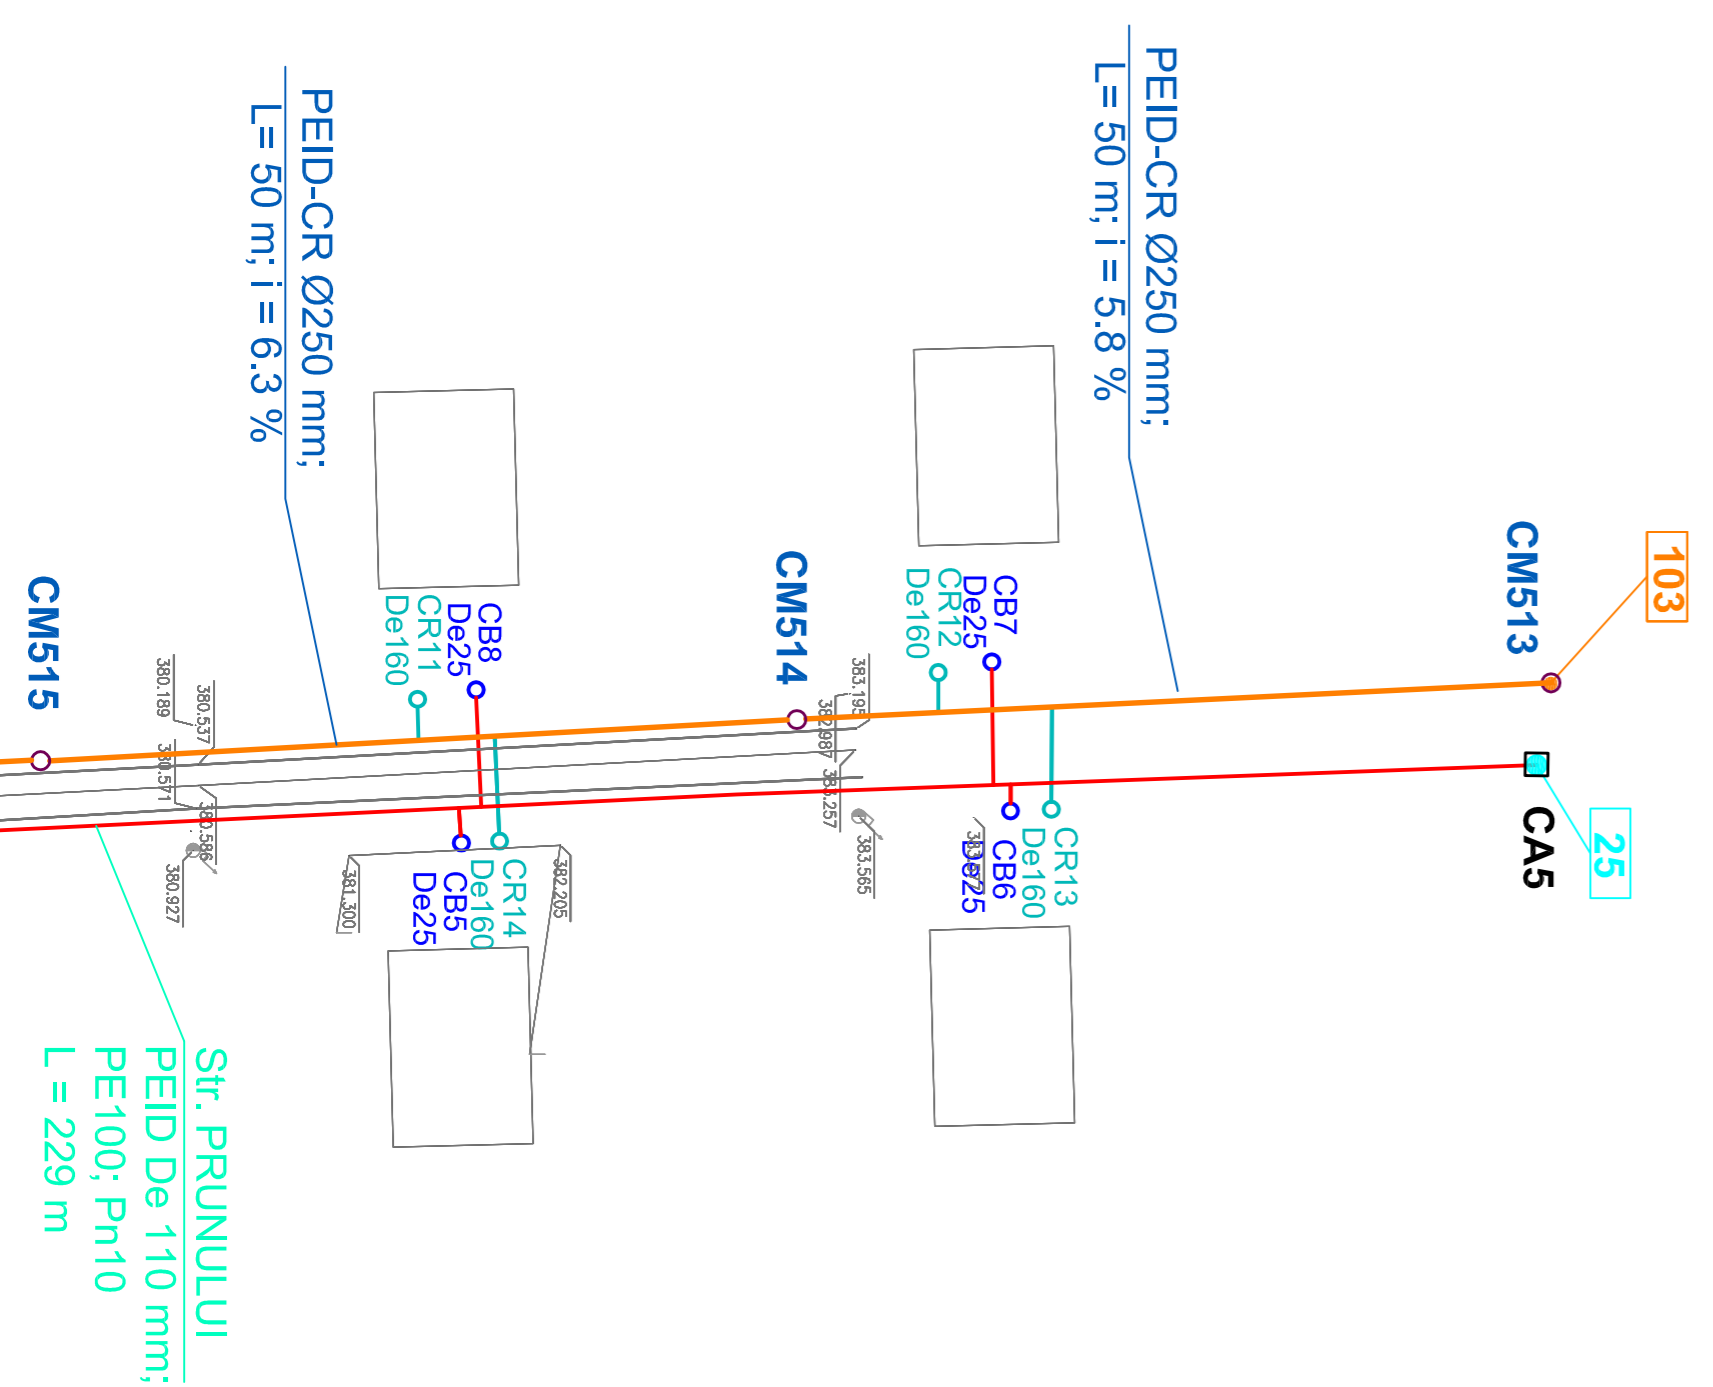 PEID-CR Ø250 mm;
L= 50 m; i = 5.8 %
PEID-CR Ø250 mm;
L= 50 m; i = 6.3 %
103
CM513
CM514
CM515
25
CA5
CB7
De25
CR12
De160
CB8
De25
CR11
De160
383.195
382.987
383.257
383.565
380.537
380.189
380.571
380.586
380.927
CR13
De160
CB6
De25
382.205
CR14
De160
CB5
De25
381.300
Str. PRUNULUI
PEID De 110 mm;
PE100; Pn10
L = 229 m